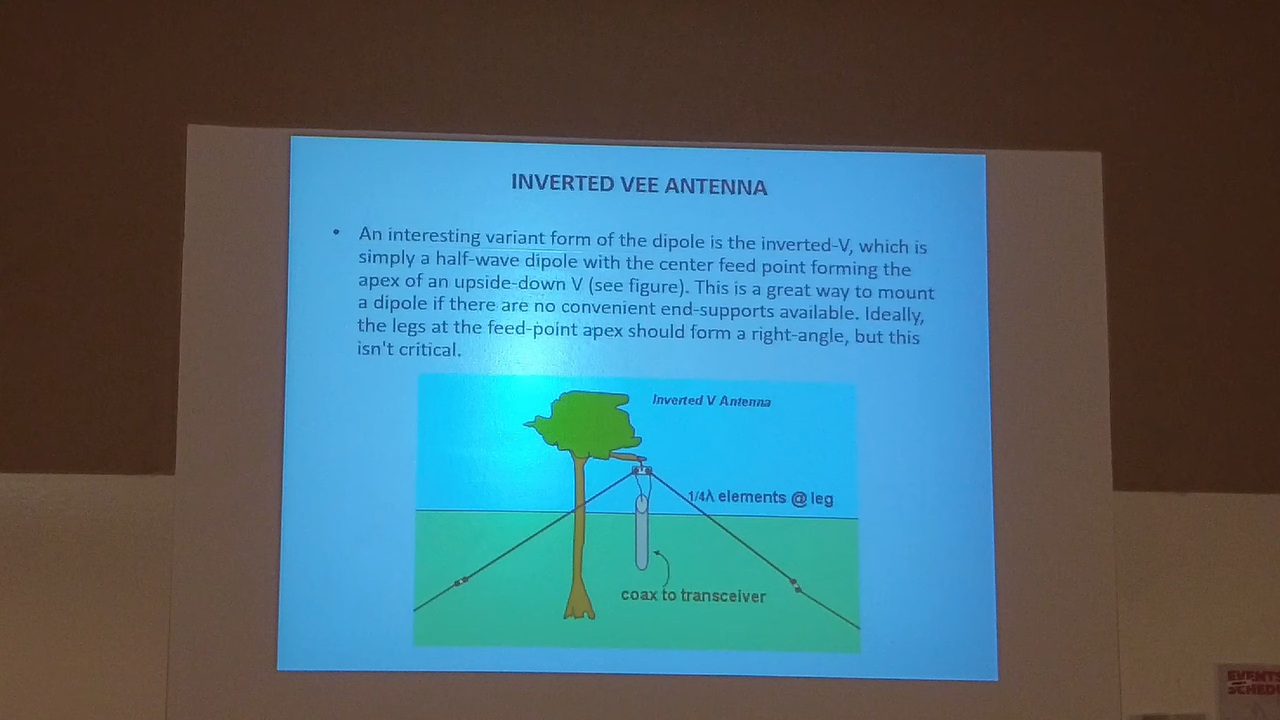 INVERTED VEE ANTENNA
• An interesting variant form of the dipole is the inverted-V, which is
simply a half-wave dipole with the center feed point forming the
apex of an upside-down V (see figure). This is a great way to mount
a dipole if there are no convenient end-supports available. Ideally,
the legs at the feed-point apex should form a right-angle, but this
isn't critical.
Inverted V Antenna
1/4λ elements @ leg
coax to transceiver
EVENT
SCHED